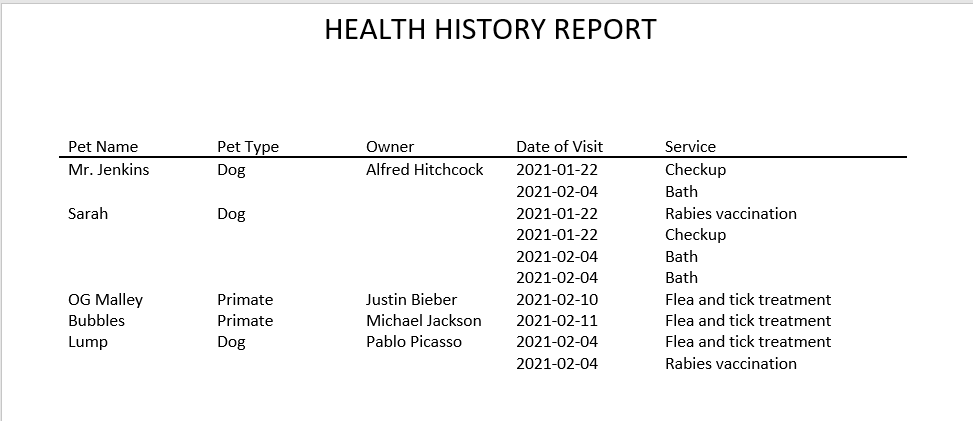 HEALTH HISTORY REPORT
Pet Name Pet Type Owner Date of Visit Service
Mr. Jenkins Dog Alfred Hitchcock 2021-01-22 Checkup
2021-02-04 Bath
Sarah Dog 2021-01-22 Rabies vaccination
2021-01-22 Checkup
2021-02-04 Bath
2021-02-04 Bath
OG Malley Primate Justin Bieber 2021-02-10 Flea and tick treatment
Bubbles Primate Michael Jackson 2021-02-11 Flea and tick treatment
Lump Dog Pablo Picasso 2021-02-04 Flea and tick treatment
2021-02-04 Rabies vaccination